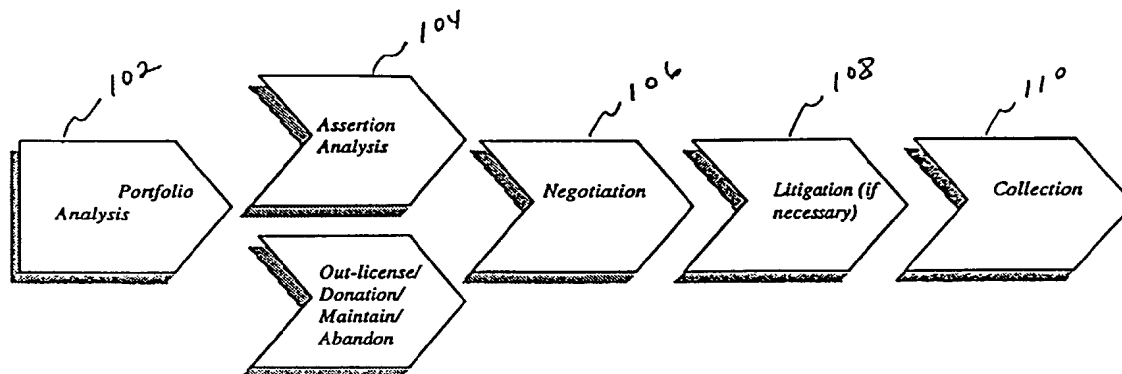 102
104
106
108
110
Portfolio
Analysis
Assertion
Analysis
Negotiation
Litigation (if
necessary)
Collection
Out-license/
Donation/
Maintain/
Abandon